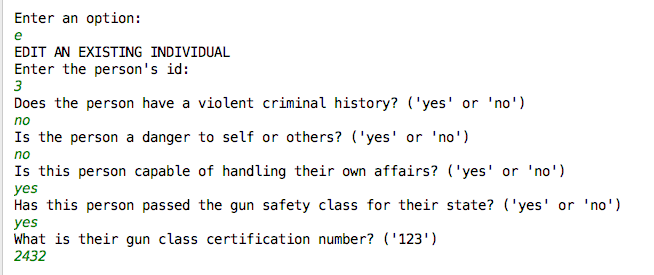 Enter an option:
e
EDIT AN EXISTING INDIVIDUAL
Enter the person's id:
3
Does the person have a violent criminal history? ('yes' or 'no')
no
Is the person a danger to self or others? ('yes' or 'no')
no
Is this person capable of handling their own affairs? ('yes' or 'no')
yes
Has this person passed the gun safety class for their state? ('yes' or 'no')
yes
What is their gun class certification number? ('123')
2432